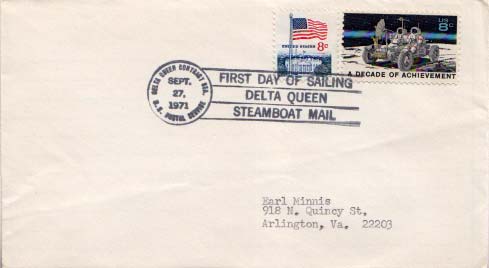 UNITED STATES 8c
US 8c
A DECADE OF ACHIEVEMENT
DELTA QUEEN CONTRACT STA.
SEPT.
27,
1971
U.S. POSTAL SERVICE
FIRST DAY OF SAILING
DELTA QUEEN
STEAMBOAT MAIL
Earl Minnis
918 N. Quincy St,
Arlington, Va. 22203